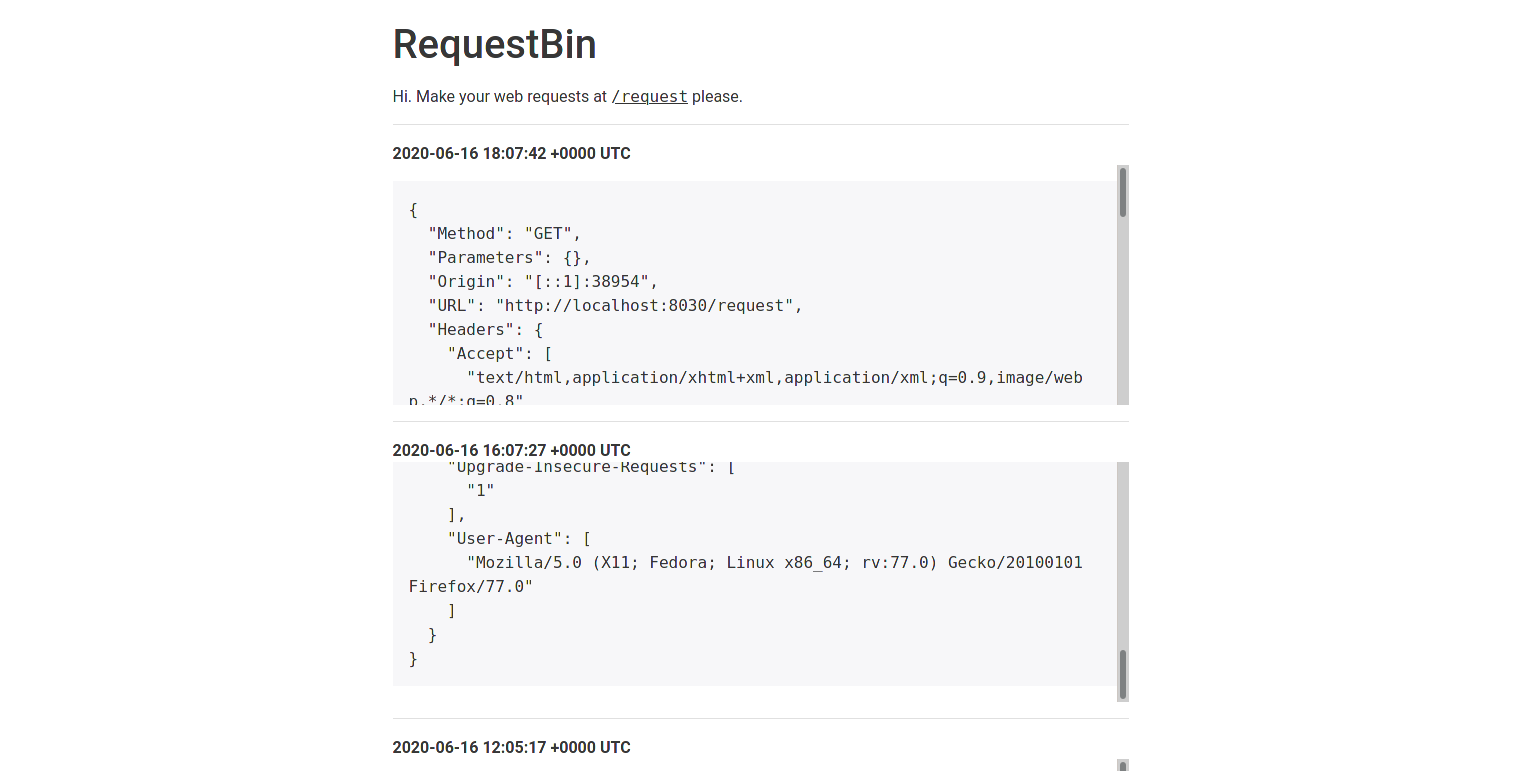 RequestBin
Hi. Make your web requests at /request please.
2020-06-16 18:07:42 +0000 UTC
{
  "Method": "GET",
  "Parameters": {},
  "Origin": "[::1]:38954",
  "URL": "http://localhost:8030/request",
  "Headers": {
    "Accept": [
      "text/html,application/xhtml+xml,application/xml;q=0.9,image/web
p,*/*;q=0.8"
2020-06-16 16:07:27 +0000 UTC
    "Upgrade-Insecure-Requests": [
      "1"
    ],
    "User-Agent": [
      "Mozilla/5.0 (X11; Fedora; Linux x86_64; rv:77.0) Gecko/20100101
Firefox/77.0"
    ]
  }
}
2020-06-16 12:05:17 +0000 UTC